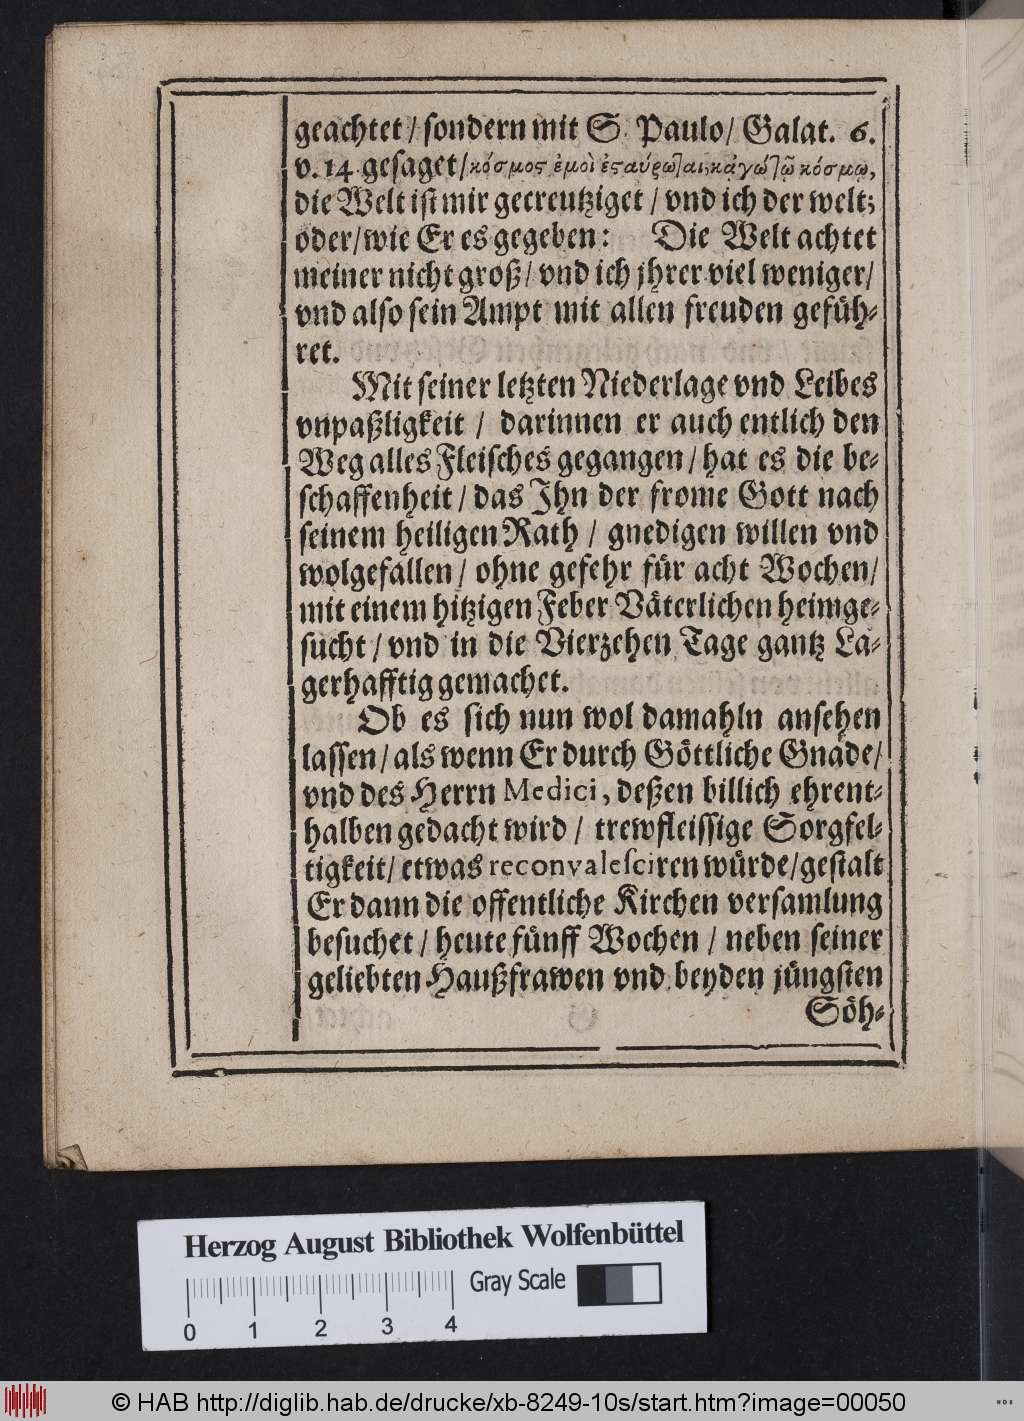 geachtet / sondern mit S. Paulo / Galat. 6.
v. 14. gesaget / κόσμος ἐμοὶ ἐςαύρωται, κἀγώ τῷ κόσμῳ,
die Welt ist mir gecreutziget / vnd ich der welt;
oder / wie Er es gegeben: Die Welt achtet
meiner nicht groß / vnd ich jhrer viel weniger /
vnd also sein Ampt mit allen freuden gefüh-
ret.
Mit seiner letzten Niederlage vnd Leibes
vnpaßligkeit / darinnen er auch entlich den
Weg alles Fleisches gegangen / hat es die be-
schaffenheit / das Jhn der frome Gott nach
seinem heiligen Rath / gnedigen willen vnd
wolgefallen / ohne gefehr für acht Wochen /
mit einem hitzigen Feber Väterlichen heimge-
sucht / vnd in die Vierzehen Tage gantz La-
gerhafftig gemachet.
Ob es sich nun wol damahln ansehen
lassen / als wenn Er durch Göttliche Gnade /
vnd des Herrn Medici, deßen billich ehrent-
halben gedacht wird / trewfleissige Sorgfel-
tigkeit / etwas reconvalesciren würde / gestalt
Er dann die offentliche Kirchen versamlung
besuchet / heute fünff Wochen / neben seiner
geliebten Haußfrawen vnd beyden jüngsten
Söh-
Herzog August Bibliothek Wolfenbüttel
Gray Scale
0 1 2 3 4
© HAB http://diglib.hab.de/drucke/xb-8249-10s/start.htm?image=00050